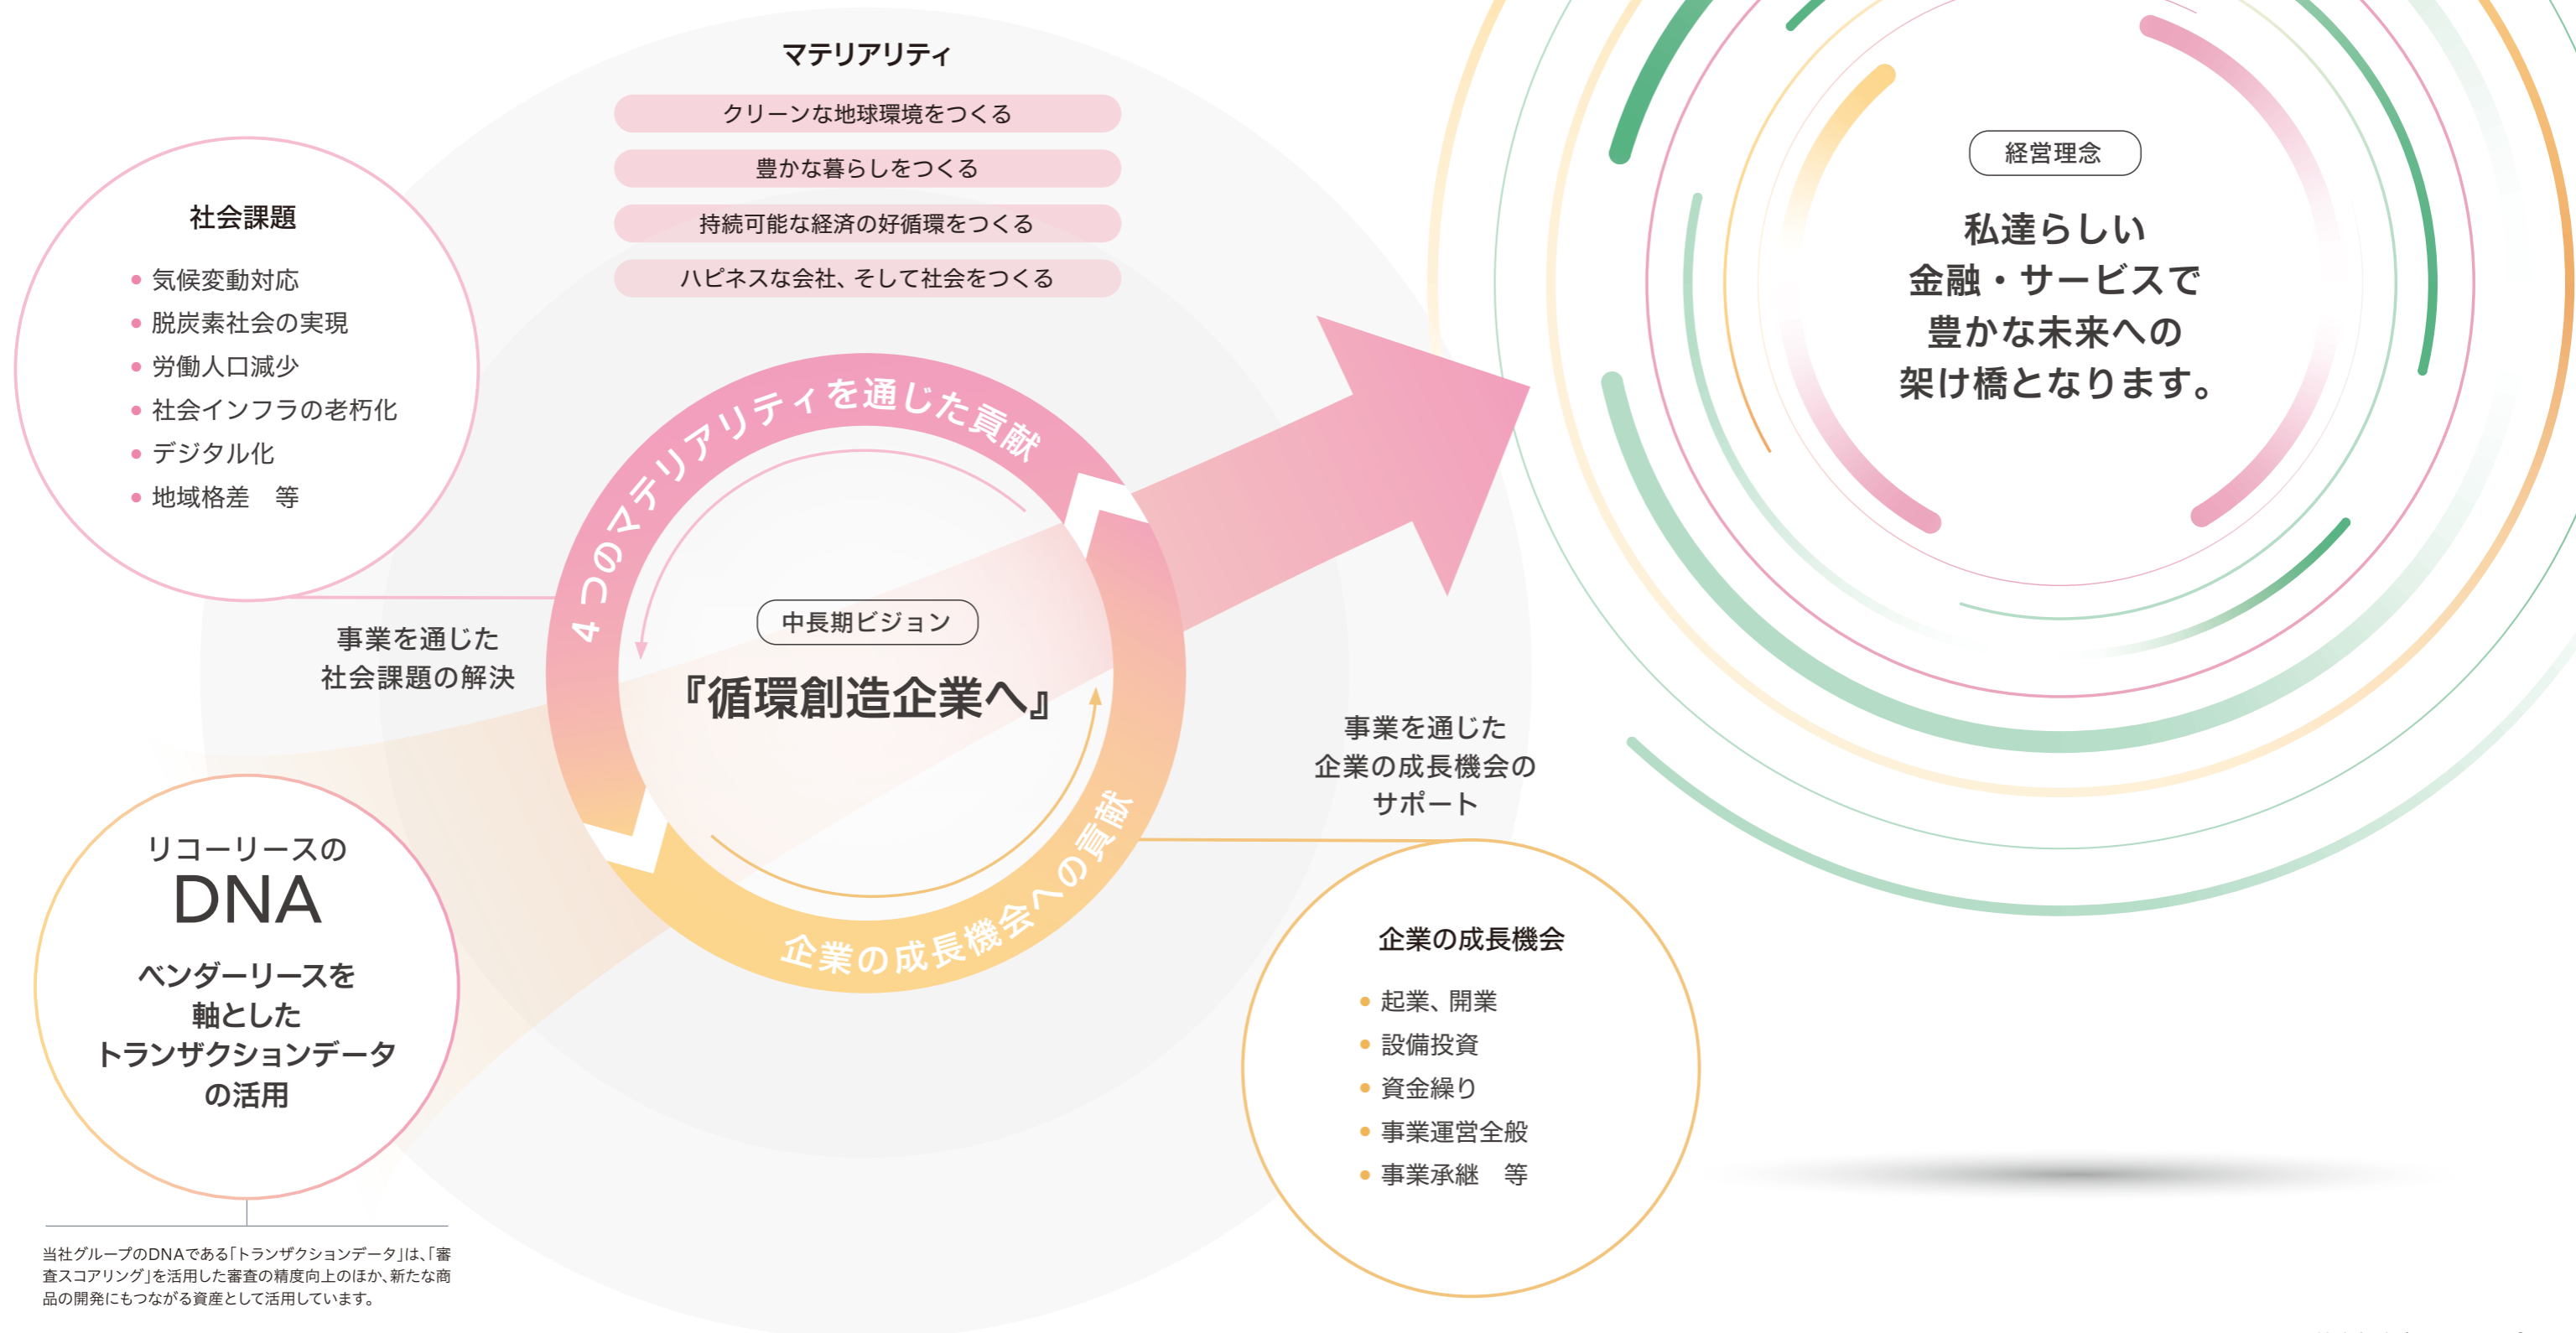 マテリアリティ
クリーンな地球環境をつくる
豊かな暮らしをつくる
持続可能な経済の好循環をつくる
ハピネスな会社、そして社会をつくる
社会課題
• 気候変動対応
• 脱炭素社会の実現
• 労働人口減少
• 社会インフラの老朽化
• デジタル化
• 地域格差　等
事業を通じた
社会課題の解決
4つのマテリアリティを通じた貢献
中長期ビジョン
『循環創造企業へ』
企業の成長機会への貢献
経営理念
私達らしい
金融・サービスで
豊かな未来への
架け橋となります。
事業を通じた
企業の成長機会の
サポート
企業の成長機会
• 起業、開業
• 設備投資
• 資金繰り
• 事業運営全般
• 事業承継　等
リコーリースの
DNA
ベンダーリースを
軸とした
トランザクションデータ
の活用
当社グループのDNAである「トランザクションデータ」は、「審
査スコアリング」を活用した審査の精度向上のほか、新たな商
品の開発にもつながる資産として活用しています。